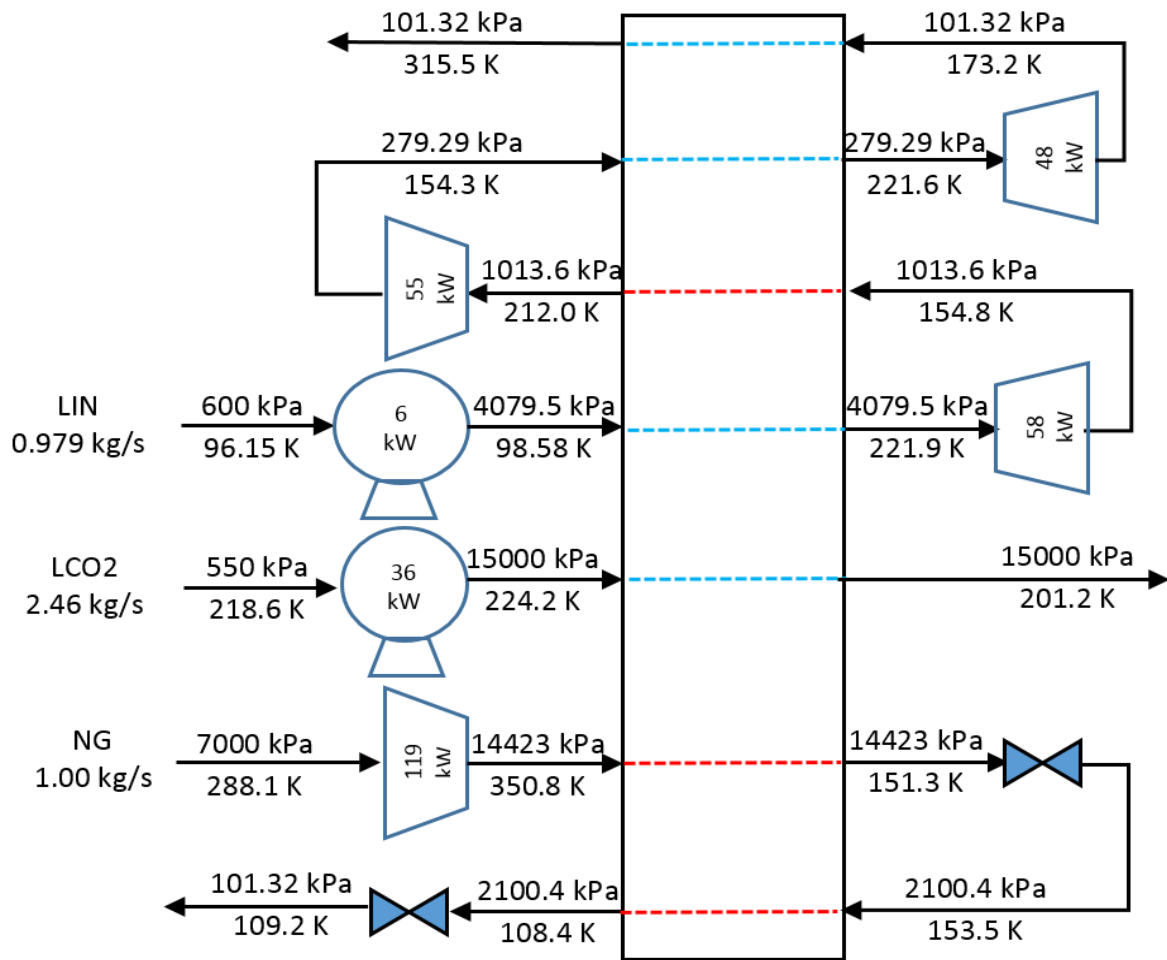 101.32 kPa
315.5 K
101.32 kPa
173.2 K
279.29 kPa
154.3 K
279.29 kPa
221.6 K
48
kW
55
kW
1013.6 kPa
212.0 K
1013.6 kPa
154.8 K
LIN
0.979 kg/s
600 kPa
96.15 K
6
kW
4079.5 kPa
98.58 K
4079.5 kPa
221.9 K
58
kW
LCO2
2.46 kg/s
550 kPa
218.6 K
36
kW
15000 kPa
224.2 K
15000 kPa
201.2 K
NG
1.00 kg/s
7000 kPa
288.1 K
119
kW
14423 kPa
350.8 K
14423 kPa
151.3 K
101.32 kPa
109.2 K
2100.4 kPa
108.4 K
2100.4 kPa
153.5 K